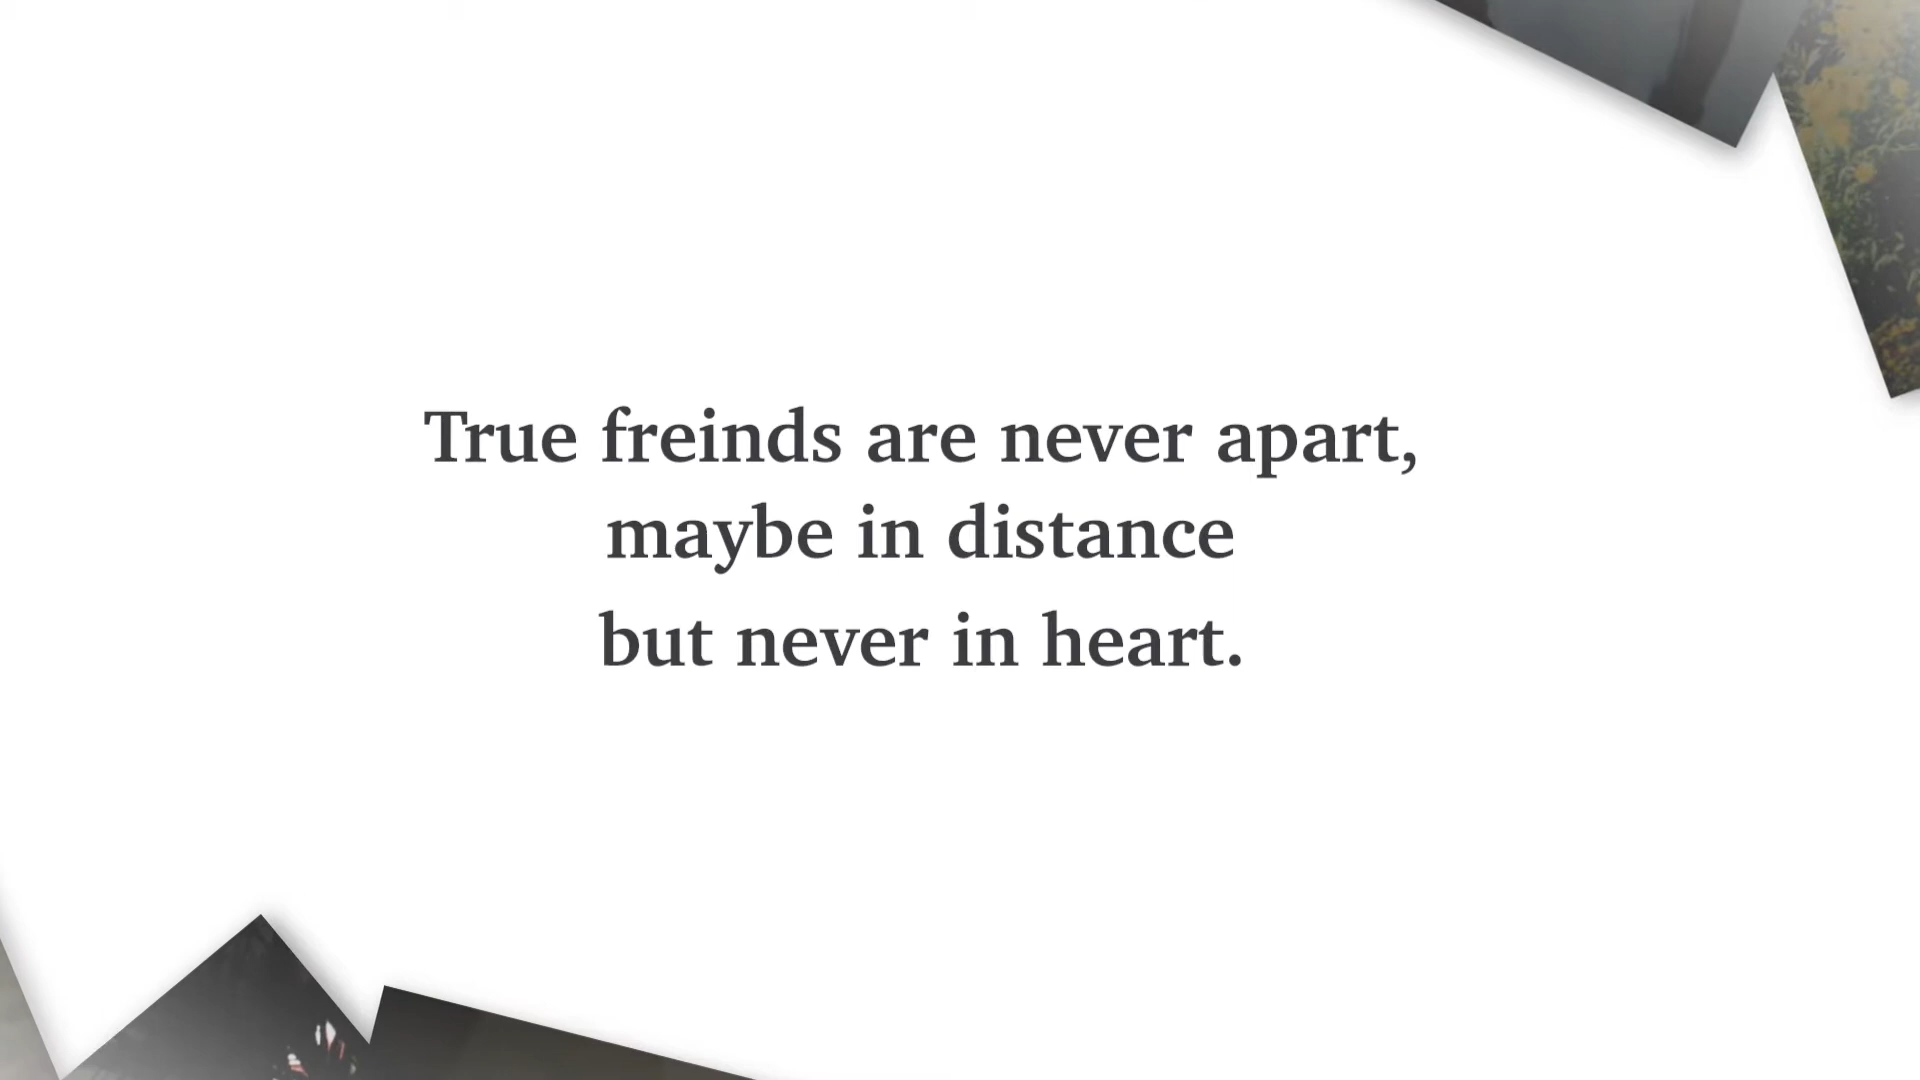 True freinds are never apart,
maybe in distance
but never in heart.